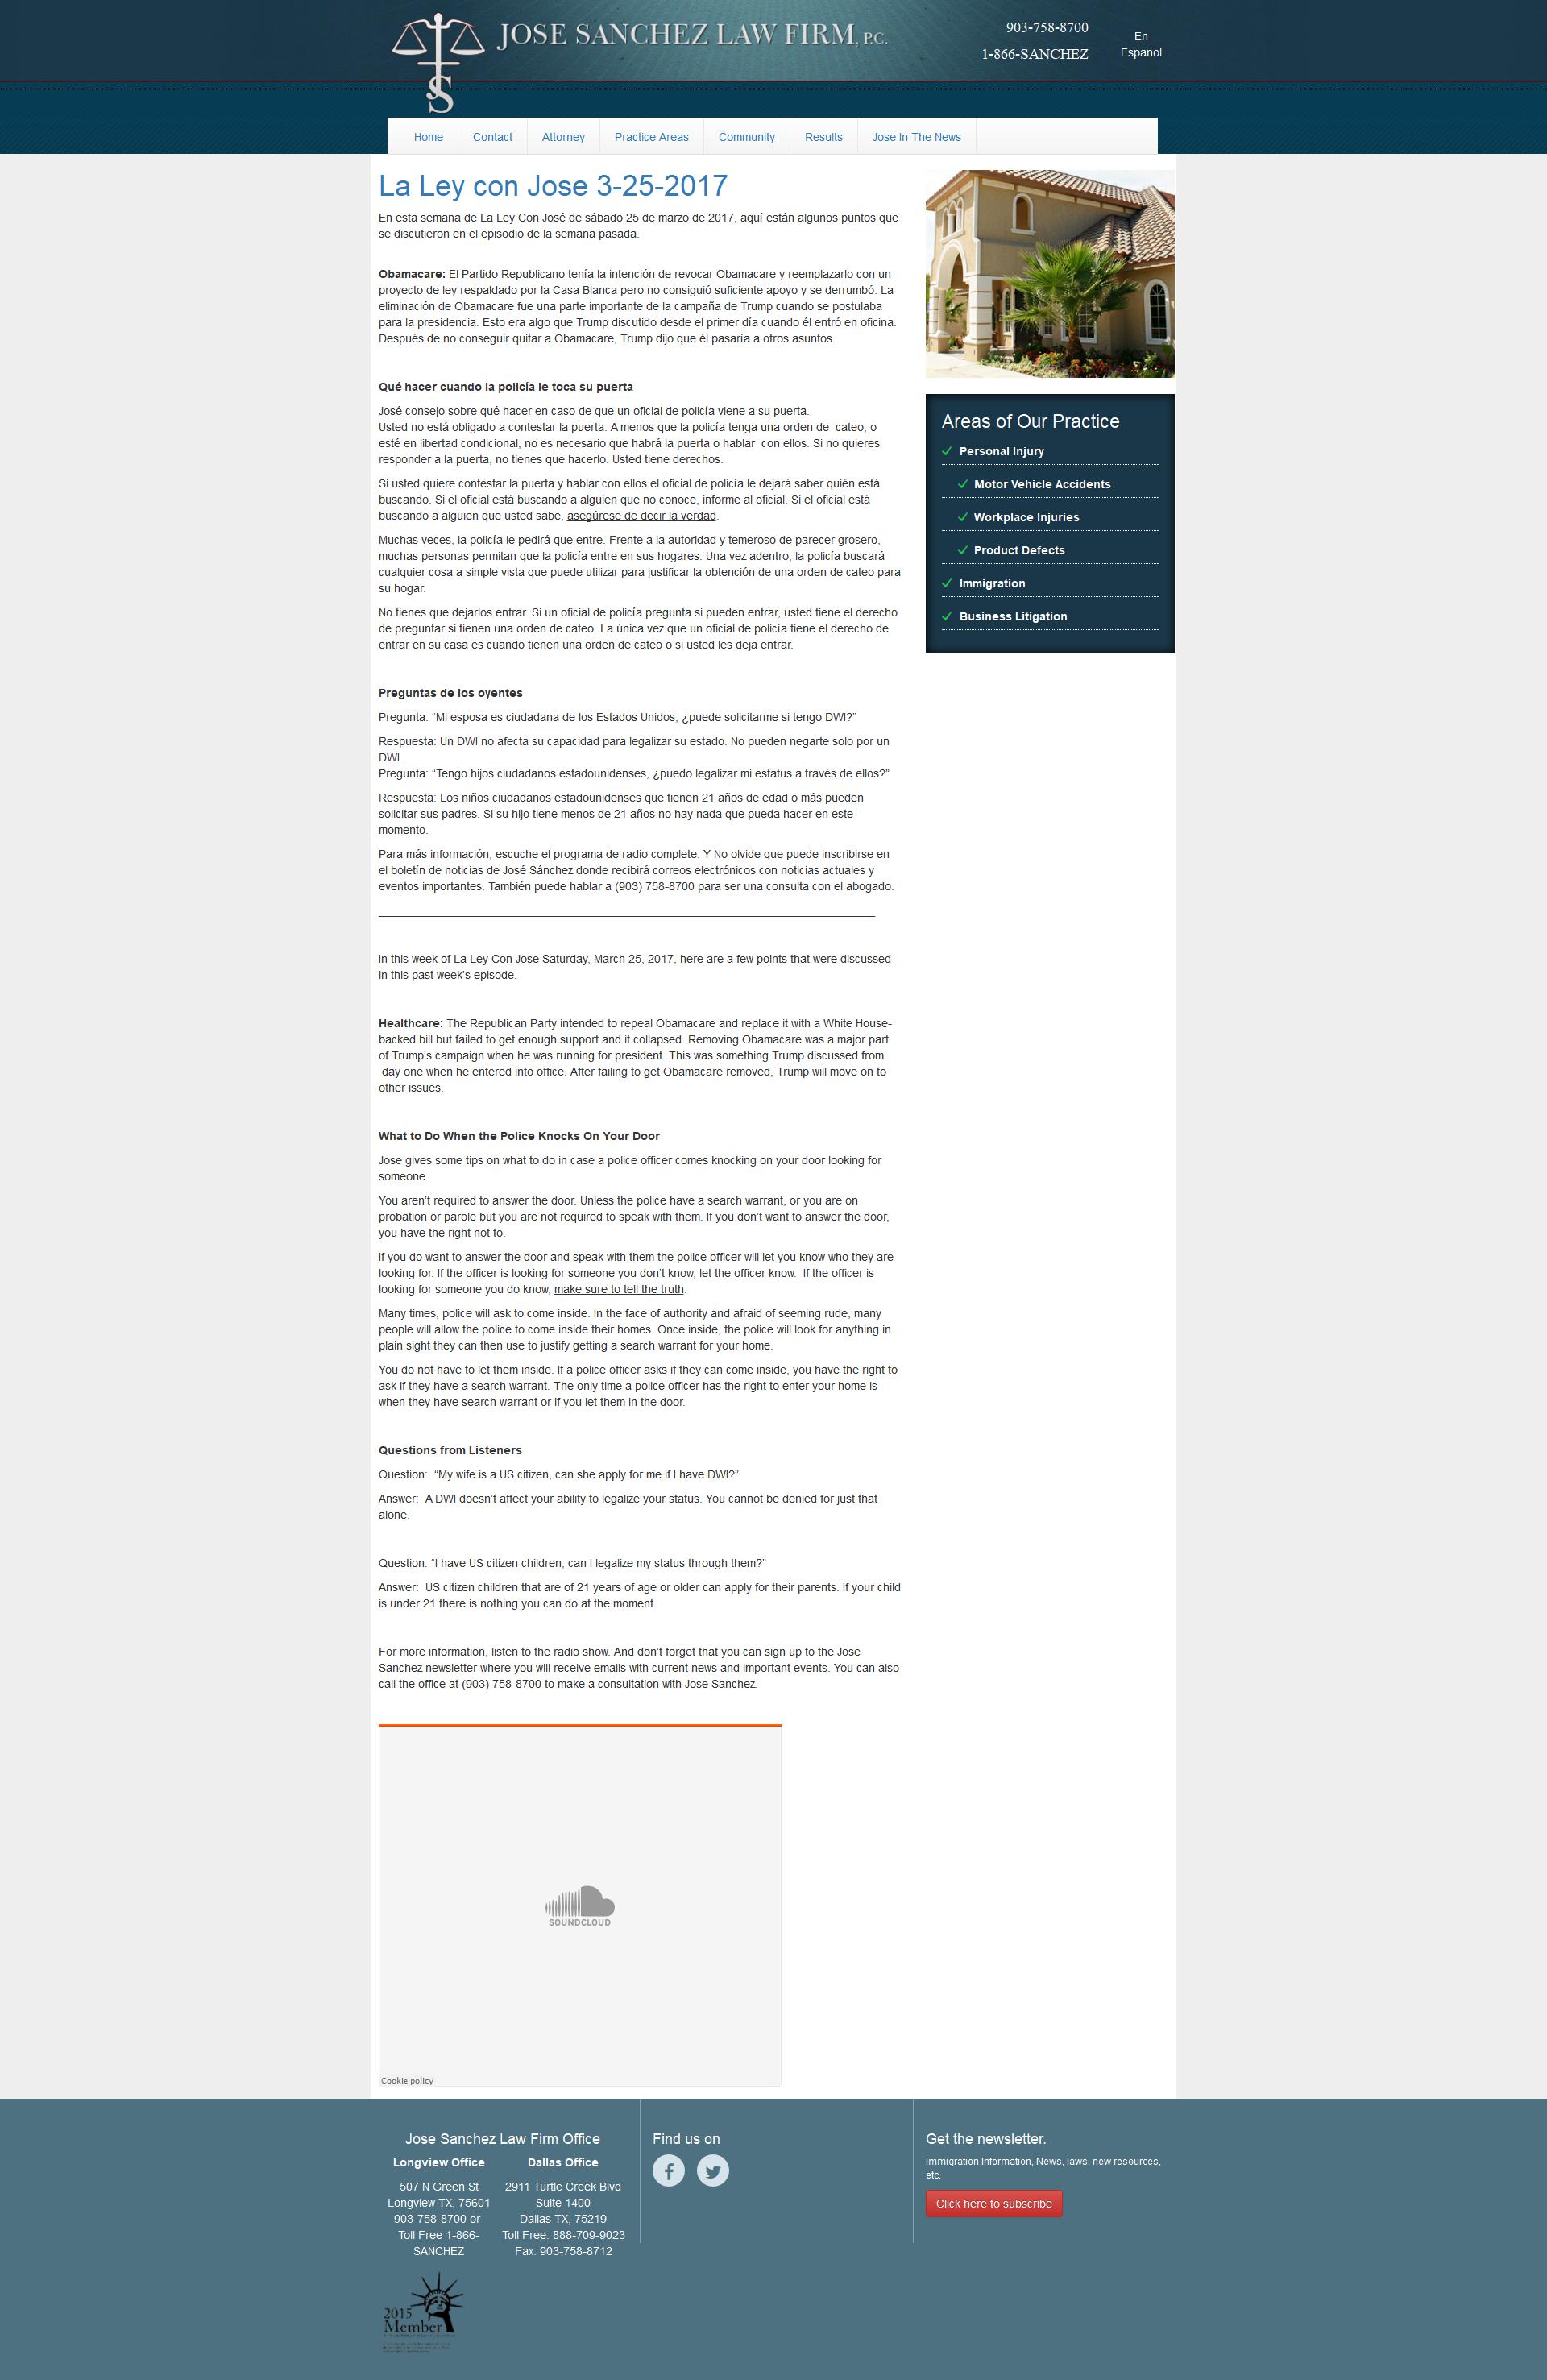 JOSE SANCHEZ LAW FIRM, P.C.
903-758-8700
1-866-SANCHEZ
En
Espanol
Home
Contact
Attorney
Practice Areas
Community
Results
Jose In The News
La Ley con Jose 3-25-2017
En esta semana de La Ley Con José de sábado 25 de marzo de 2017, aquí están algunos puntos que
se discutieron en el episodio de la semana pasada.
Obamacare: El Partido Republicano tenía la intención de revocar Obamacare y reemplazarlo con un
proyecto de ley respaldado por la Casa Blanca pero no consiguió suficiente apoyo y se derrumbó. La
eliminación de Obamacare fue una parte importante de la campaña de Trump cuando se postulaba
para la presidencia. Esto era algo que Trump discutido desde el primer día cuando él entró en oficina.
Después de no conseguir quitar a Obamacare, Trump dijo que él pasaría a otros asuntos.
Qué hacer cuando la policía le toca su puerta
José consejo sobre qué hacer en caso de que un oficial de policía viene a su puerta.
Usted no está obligado a contestar la puerta. A menos que la policía tenga una orden de  cateo, o
esté en libertad condicional, no es necesario que habrá la puerta o hablar  con ellos. Si no quieres
responder a la puerta, no tienes que hacerlo. Usted tiene derechos.
Si usted quiere contestar la puerta y hablar con ellos el oficial de policía le dejará saber quién está
buscando. Si el oficial está buscando a alguien que no conoce, informe al oficial. Si el oficial está
buscando a alguien que usted sabe, asegúrese de decir la verdad.
Muchas veces, la policía le pedirá que entre. Frente a la autoridad y temeroso de parecer grosero,
muchas personas permitan que la policía entre en sus hogares. Una vez adentro, la policía buscará
cualquier cosa a simple vista que puede utilizar para justificar la obtención de una orden de cateo para
su hogar.
No tienes que dejarlos entrar. Si un oficial de policía pregunta si pueden entrar, usted tiene el derecho
de preguntar si tienen una orden de cateo. La única vez que un oficial de policía tiene el derecho de
entrar en su casa es cuando tienen una orden de cateo o si usted les deja entrar.
Preguntas de los oyentes
Pregunta: “Mi esposa es ciudadana de los Estados Unidos, ¿puede solicitarme si tengo DWI?”
Respuesta: Un DWI no afecta su capacidad para legalizar su estado. No pueden negarte solo por un
DWI .
Pregunta: “Tengo hijos ciudadanos estadounidenses, ¿puedo legalizar mi estatus a través de ellos?”
Respuesta: Los niños ciudadanos estadounidenses que tienen 21 años de edad o más pueden
solicitar sus padres. Si su hijo tiene menos de 21 años no hay nada que pueda hacer en este
momento.
Para más información, escuche el programa de radio complete. Y No olvide que puede inscribirse en
el boletín de noticias de José Sánchez donde recibirá correos electrónicos con noticias actuales y
eventos importantes. También puede hablar a (903) 758-8700 para ser una consulta con el abogado.
In this week of La Ley Con Jose Saturday, March 25, 2017, here are a few points that were discussed
in this past week’s episode.
Healthcare: The Republican Party intended to repeal Obamacare and replace it with a White House-
backed bill but failed to get enough support and it collapsed. Removing Obamacare was a major part
of Trump’s campaign when he was running for president. This was something Trump discussed from
day one when he entered into office. After failing to get Obamacare removed, Trump will move on to
other issues.
What to Do When the Police Knocks On Your Door
Jose gives some tips on what to do in case a police officer comes knocking on your door looking for
someone.
You aren’t required to answer the door. Unless the police have a search warrant, or you are on
probation or parole but you are not required to speak with them. If you don’t want to answer the door,
you have the right not to.
If you do want to answer the door and speak with them the police officer will let you know who they are
looking for. If the officer is looking for someone you don’t know, let the officer know.  If the officer is
looking for someone you do know, make sure to tell the truth.
Many times, police will ask to come inside. In the face of authority and afraid of seeming rude, many
people will allow the police to come inside their homes. Once inside, the police will look for anything in
plain sight they can then use to justify getting a search warrant for your home.
You do not have to let them inside. If a police officer asks if they can come inside, you have the right to
ask if they have a search warrant. The only time a police officer has the right to enter your home is
when they have search warrant or if you let them in the door.
Questions from Listeners
Question:  “My wife is a US citizen, can she apply for me if I have DWI?”
Answer:  A DWI doesn’t affect your ability to legalize your status. You cannot be denied for just that
alone.
Question: “I have US citizen children, can I legalize my status through them?”
Answer:  US citizen children that are of 21 years of age or older can apply for their parents. If your child
is under 21 there is nothing you can do at the moment.
For more information, listen to the radio show. And don’t forget that you can sign up to the Jose
Sanchez newsletter where you will receive emails with current news and important events. You can also
call the office at (903) 758-8700 to make a consultation with Jose Sanchez.
SOUNDCLOUD
Cookie policy
Areas of Our Practice
Personal Injury
Motor Vehicle Accidents
Workplace Injuries
Product Defects
Immigration
Business Litigation
Jose Sanchez Law Firm Office
Longview Office
507 N Green St
Longview TX, 75601
903-758-8700 or
Toll Free 1-866-
SANCHEZ
Dallas Office
2911 Turtle Creek Blvd
Suite 1400
Dallas TX, 75219
Toll Free: 888-709-9023
Fax: 903-758-8712
2015
Member
Find us on
Get the newsletter.
Immigration Information, News, laws, new resources,
etc.
Click here to subscribe